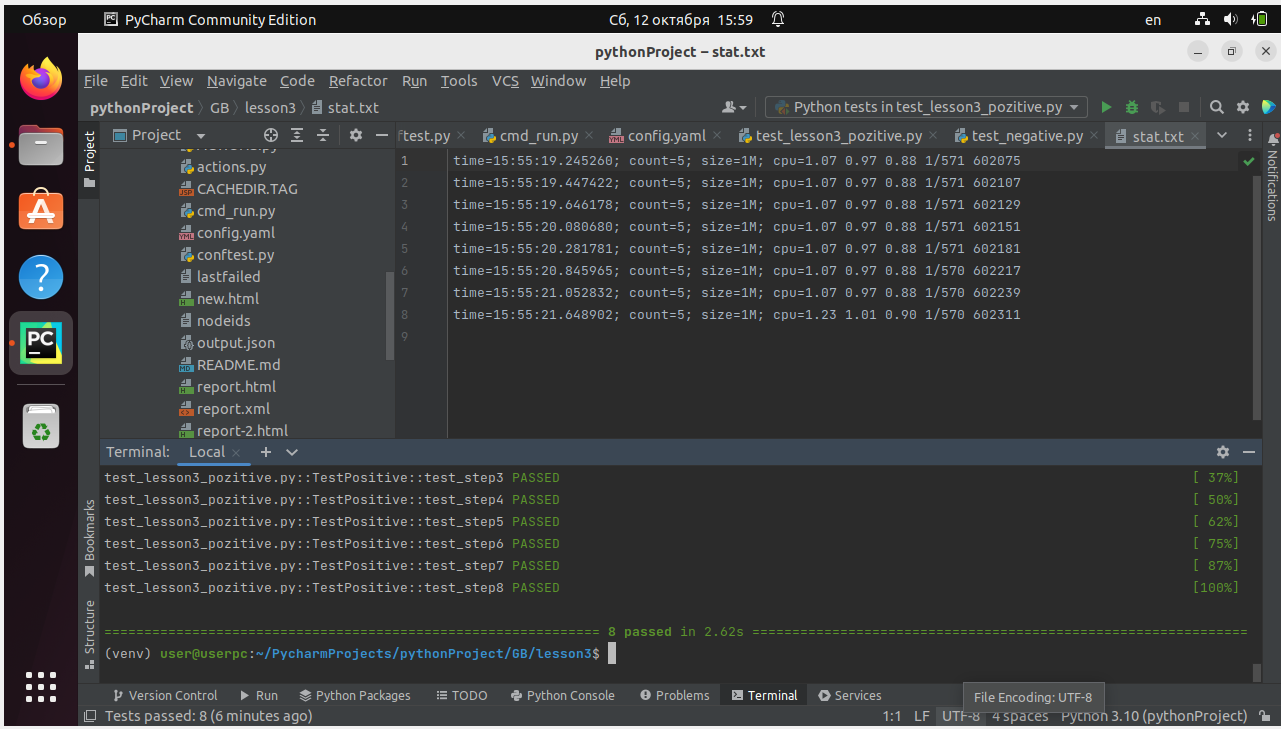 Обзор PyCharm Community Edition Сб, 12 октября 15:59 en
pythonProject – stat.txt
File Edit View Navigate Code Refactor Run Tools VCS Window Help
pythonProject GB lesson3 stat.txt Python tests in test_lesson3_pozitive.py
Project
Project
ftest.py cmd_run.py config.yaml test_lesson3_pozitive.py test_negative.py stat.txt
Notifications
actions.py
CACHEDIR.TAG
cmd_run.py
config.yaml
conftest.py
lastfailed
new.html
nodeids
output.json
README.md
report.html
report.xml
report-2.html
1 time=15:55:19.245260; count=5; size=1M; cpu=1.07 0.97 0.88 1/571 602075
2 time=15:55:19.447422; count=5; size=1M; cpu=1.07 0.97 0.88 1/571 602107
3 time=15:55:19.646178; count=5; size=1M; cpu=1.07 0.97 0.88 1/571 602129
4 time=15:55:20.080680; count=5; size=1M; cpu=1.07 0.97 0.88 1/571 602151
5 time=15:55:20.281781; count=5; size=1M; cpu=1.07 0.97 0.88 1/571 602181
6 time=15:55:20.845965; count=5; size=1M; cpu=1.07 0.97 0.88 1/570 602217
7 time=15:55:21.052832; count=5; size=1M; cpu=1.07 0.97 0.88 1/570 602239
8 time=15:55:21.648902; count=5; size=1M; cpu=1.23 1.01 0.90 1/570 602311
9
Terminal: Local
test_lesson3_pozitive.py::TestPositive::test_step3 PASSED [ 37%]
test_lesson3_pozitive.py::TestPositive::test_step4 PASSED [ 50%]
test_lesson3_pozitive.py::TestPositive::test_step5 PASSED [ 62%]
test_lesson3_pozitive.py::TestPositive::test_step6 PASSED [ 75%]
test_lesson3_pozitive.py::TestPositive::test_step7 PASSED [ 87%]
test_lesson3_pozitive.py::TestPositive::test_step8 PASSED [100%]
============================================================== 8 passed in 2.62s ==============================================================
(venv) user@userpc:~/PycharmProjects/pythonProject/GB/lesson3$
Bookmarks
Structure
Version Control Run Python Packages TODO Python Console Problems Terminal Services
File Encoding: UTF-8
Tests passed: 8 (6 minutes ago) 1:1 LF UTF-8 4 spaces Python 3.10 (pythonProject)